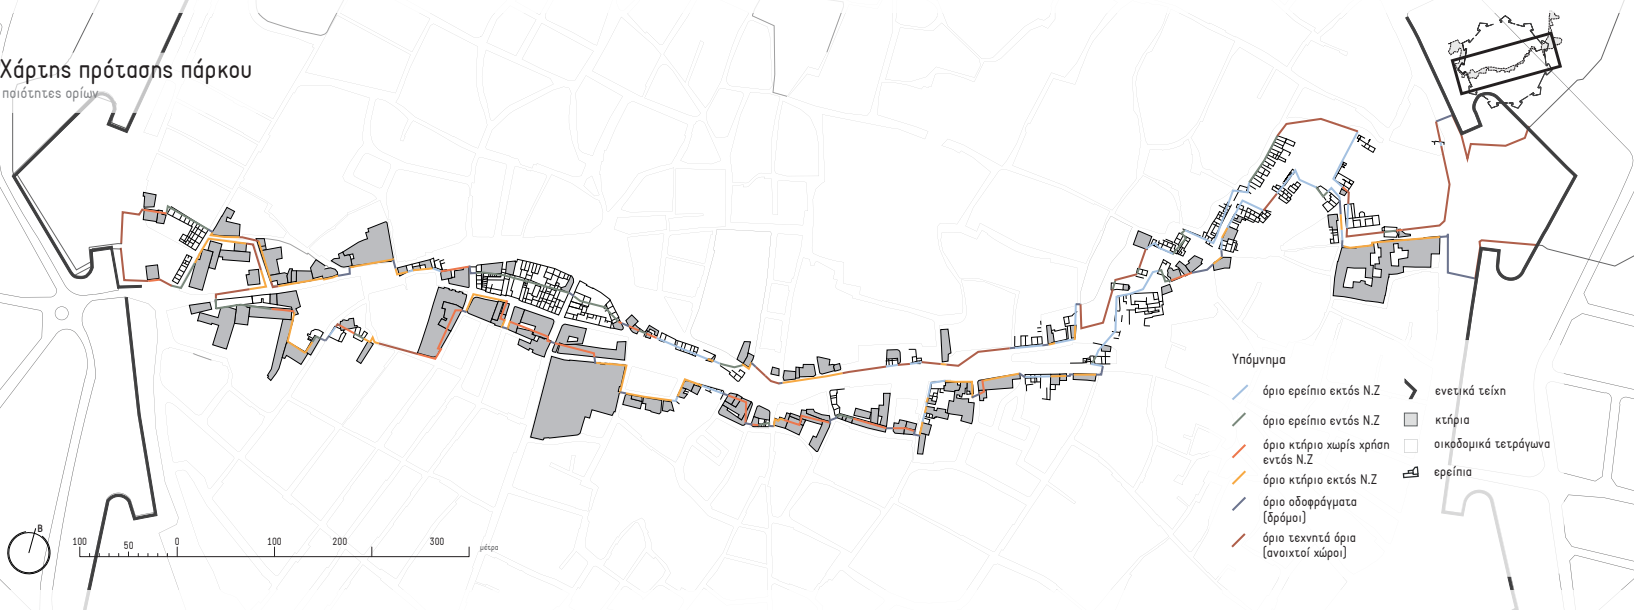 Χάρτης πρότασης πάρκου
ποιότητες ορίων
Υπόμνημα
όριο ερείπιο εκτός Ν.Ζ
όριο ερείπιο εντός Ν.Ζ
όριο κτήριο χωρίς χρήση
εντός Ν.Ζ
όριο κτήριο εκτός Ν.Ζ
όριο οδοφράγματα
(δρόμοι)
όριο τεχνητά όρια
(ανοιχτοί χώροι)
ενετικά τείχη
κτήρια
οικοδομικά τετράγωνα
ερείπια
Β
100 50 0 100 200 300 μέτρα